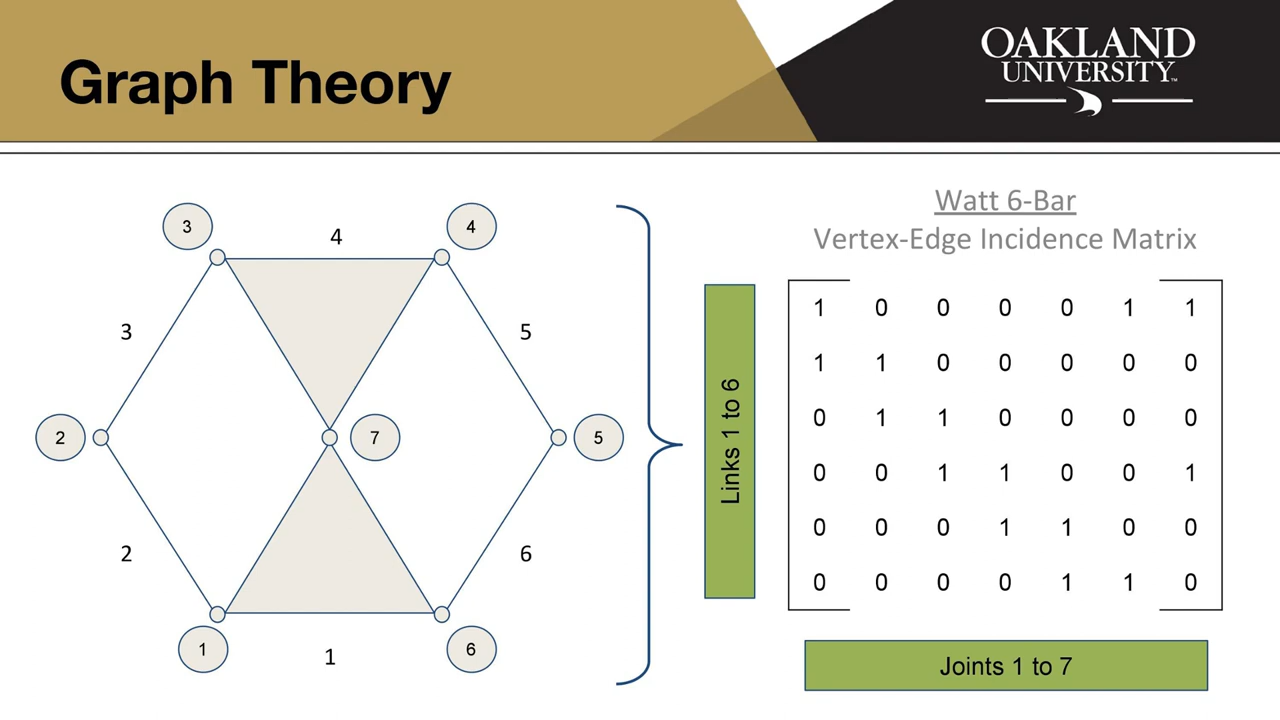 Graph Theory
OAKLAND
UNIVERSITY™
3
4
4
3
5
2
7
5
2
6
1
1
6
Links 1 to 6
Watt 6-Bar
Vertex-Edge Incidence Matrix
1 0 0 0 0 1 1
1 1 0 0 0 0 0
0 1 1 0 0 0 0
0 0 1 1 0 0 1
0 0 0 1 1 0 0
0 0 0 0 1 1 0
Joints 1 to 7